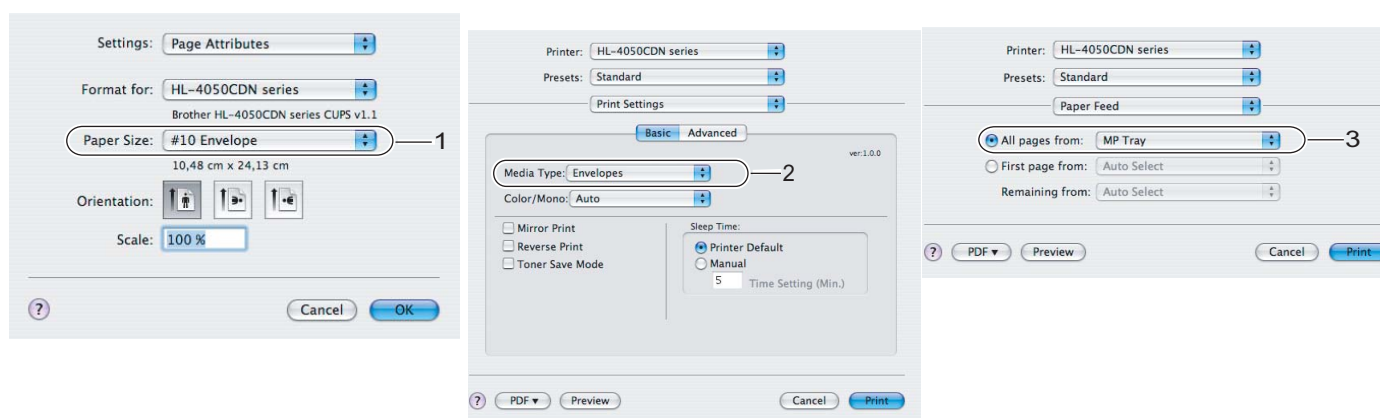 Settings: Page Attributes
Format for: HL-4050CDN series
Brother HL-4050CDN series CUPS v1.1
Paper Size: #10 Envelope
1
10,48 cm x 24,13 cm
Orientation:
Scale: 100 %
? Cancel OK
Printer: HL-4050CDN series
Presets: Standard
Print Settings
Basic Advanced
ver:1.0.0
Media Type: Envelopes
2
Color/Mono: Auto
Mirror Print
Reverse Print
Toner Save Mode
Sleep Time:
Printer Default
Manual
5 Time Setting (Min.)
? PDF ▾ Preview Cancel Print
Printer: HL-4050CDN series
Presets: Standard
Paper Feed
All pages from: MP Tray
3
First page from: Auto Select
Remaining from: Auto Select
? PDF ▾ Preview Cancel Print